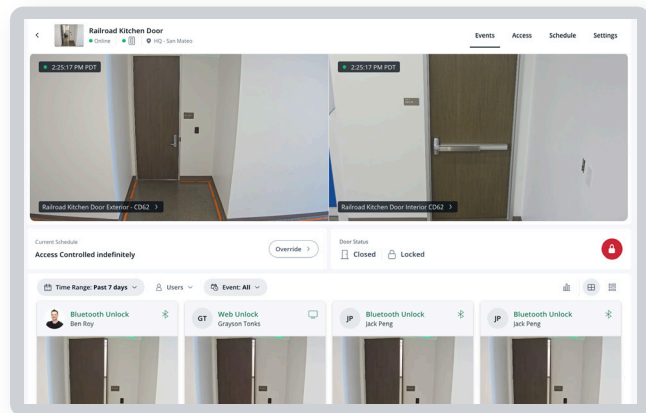 Railroad Kitchen Door
Online
HQ - San Mateo
Events Access Schedule Settings
2:25:17 PM PDT
2:25:17 PM PDT
Railroad Kitchen Door Exterior - CD62
Railroad Kitchen Door Interior CD62
Current Schedule
Access Controlled indefinitely
Override
Door Status
Closed Locked
Time Range: Past 7 days Users Event: All
Bluetooth Unlock
Ben Roy
GT
Web Unlock
Grayson Tonks
JP
Bluetooth Unlock
Jack Peng
JP
Bluetooth Unlock
Jack Peng